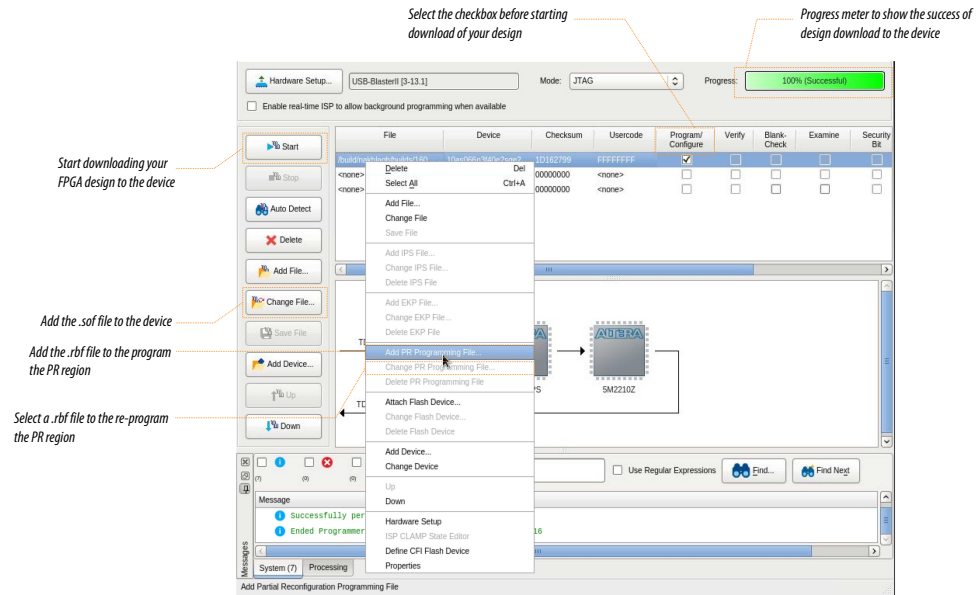 Select the checkbox before starting
download of your design
Progress meter to show the success of
design download to the device
Hardware Setup...
USB-BlasterII [3-13.1]
Mode:
JTAG
Progress:
100% (Successful)
Enable real-time ISP to allow background programming when available
Start downloading your
FPGA design to the device
Add the .sof file to the device
Add the .rbf file to the program
the PR region
Select a .rbf file to the re-program
the PR region
Start
Stop
Auto Detect
Delete
Add File...
Change File...
Save File
Add Device...
Up
Down
File Device Checksum Usercode Program/ Verify Blank- Examine Security
Configure Check Bit
1D162799 FFFFFFFF
<none> 00000000 <none>
<none> 00000000 <none>
Delete Del
Select All Ctrl+A
Add File...
Change File
Save File
Add IPS File...
Change IPS File...
Delete IPS File
Add EKP File...
Change EKP File...
Delete EKP File
Add PR Programming File...
Change PR Programming File...
Delete PR Programming File
Attach Flash Device...
Change Flash Device...
Delete Flash Device
Add Device...
Change Device
Up
Down
Hardware Setup
ISP CLAMP State Editor
Define CFI Flash Device
Properties
ALTERA
5M2210Z
(7) (0) (0)
Use Regular Expressions
Find...
Find Next
Message
Successfully per
Ended Programmer 16
Messages
System (7) Processing
Add Partial Reconfiguration Programming File